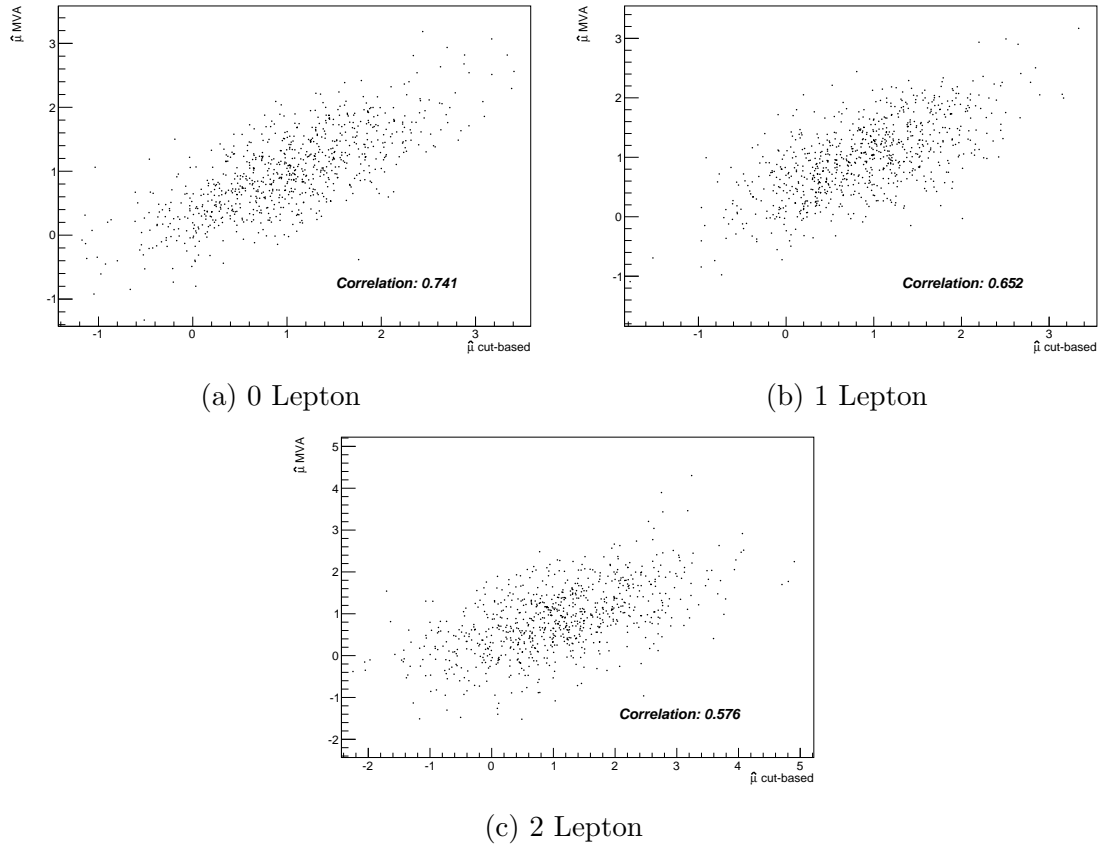 μ̂ MVA
3
2
1
0
-1
-1 0 1 2 3
μ̂ cut-based
Correlation: 0.741
(a) 0 Lepton
μ̂ MVA
3
2
1
0
-1
-1 0 1 2 3
μ̂ cut-based
Correlation: 0.652
(b) 1 Lepton
μ̂ MVA
5
4
3
2
1
0
-1
-2
-2 -1 0 1 2 3 4 5
μ̂ cut-based
Correlation: 0.576
(c) 2 Lepton